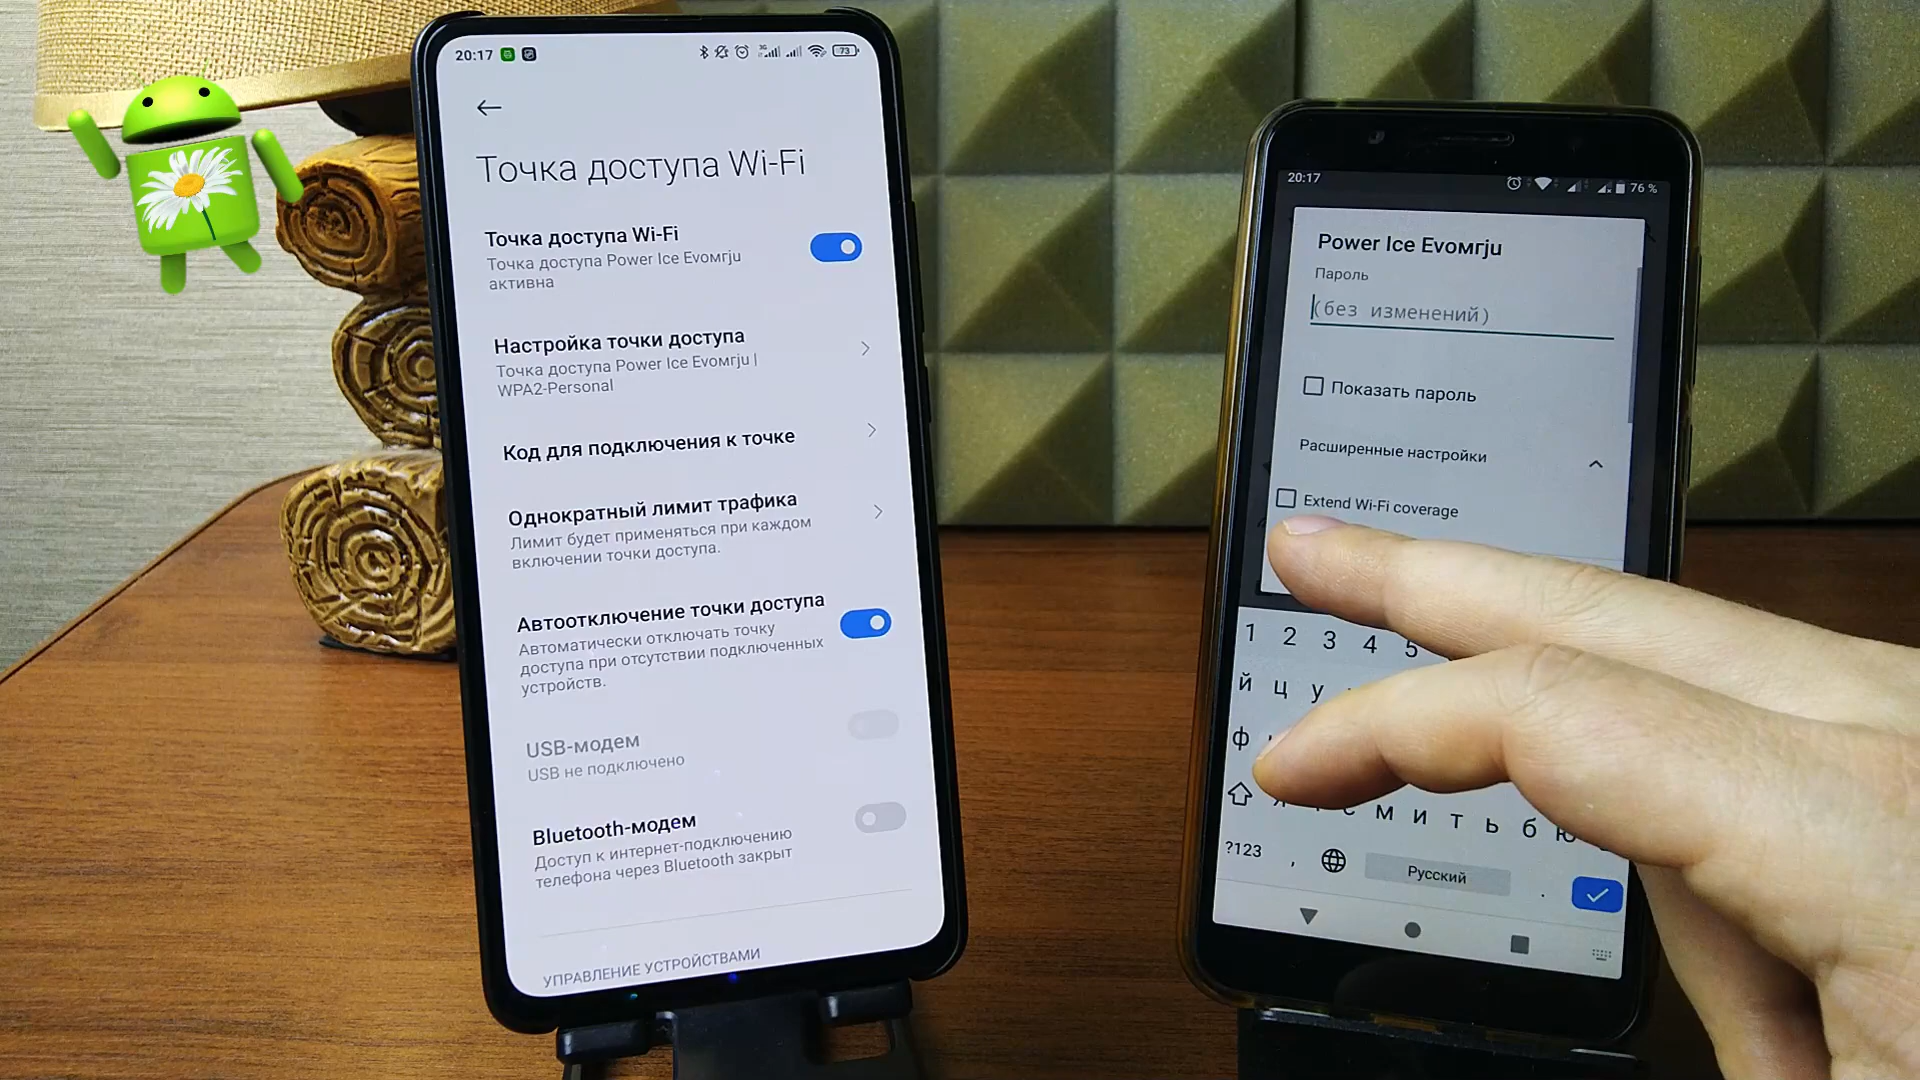 20:17
73
Точка доступа Wi-Fi
Точка доступа Wi-Fi
Точка доступа Power Ice Evoмгju
активна
Настройка точки доступа
Точка доступа Power Ice Evoмгju |
WPA2-Personal
Код для подключения к точке
Однократный лимит трафика
Лимит будет применяться при каждом
включении точки доступа.
Автоотключение точки доступа
Автоматически отключать точку
доступа при отсутствии подключенных
устройств.
USB-модем
USB не подключено
Bluetooth-модем
Доступ к интернет-подключению
телефона через Bluetooth закрыт
УПРАВЛЕНИЕ УСТРОЙСТВАМИ
20:17
76 %
Power Ice Evoмгju
Пароль
(без изменений)
Показать пароль
Расширенные настройки
Extend Wi-Fi coverage
1 2 3 4 5
й ц у
ф
я с м и т ь б ю
?123 , Русский .